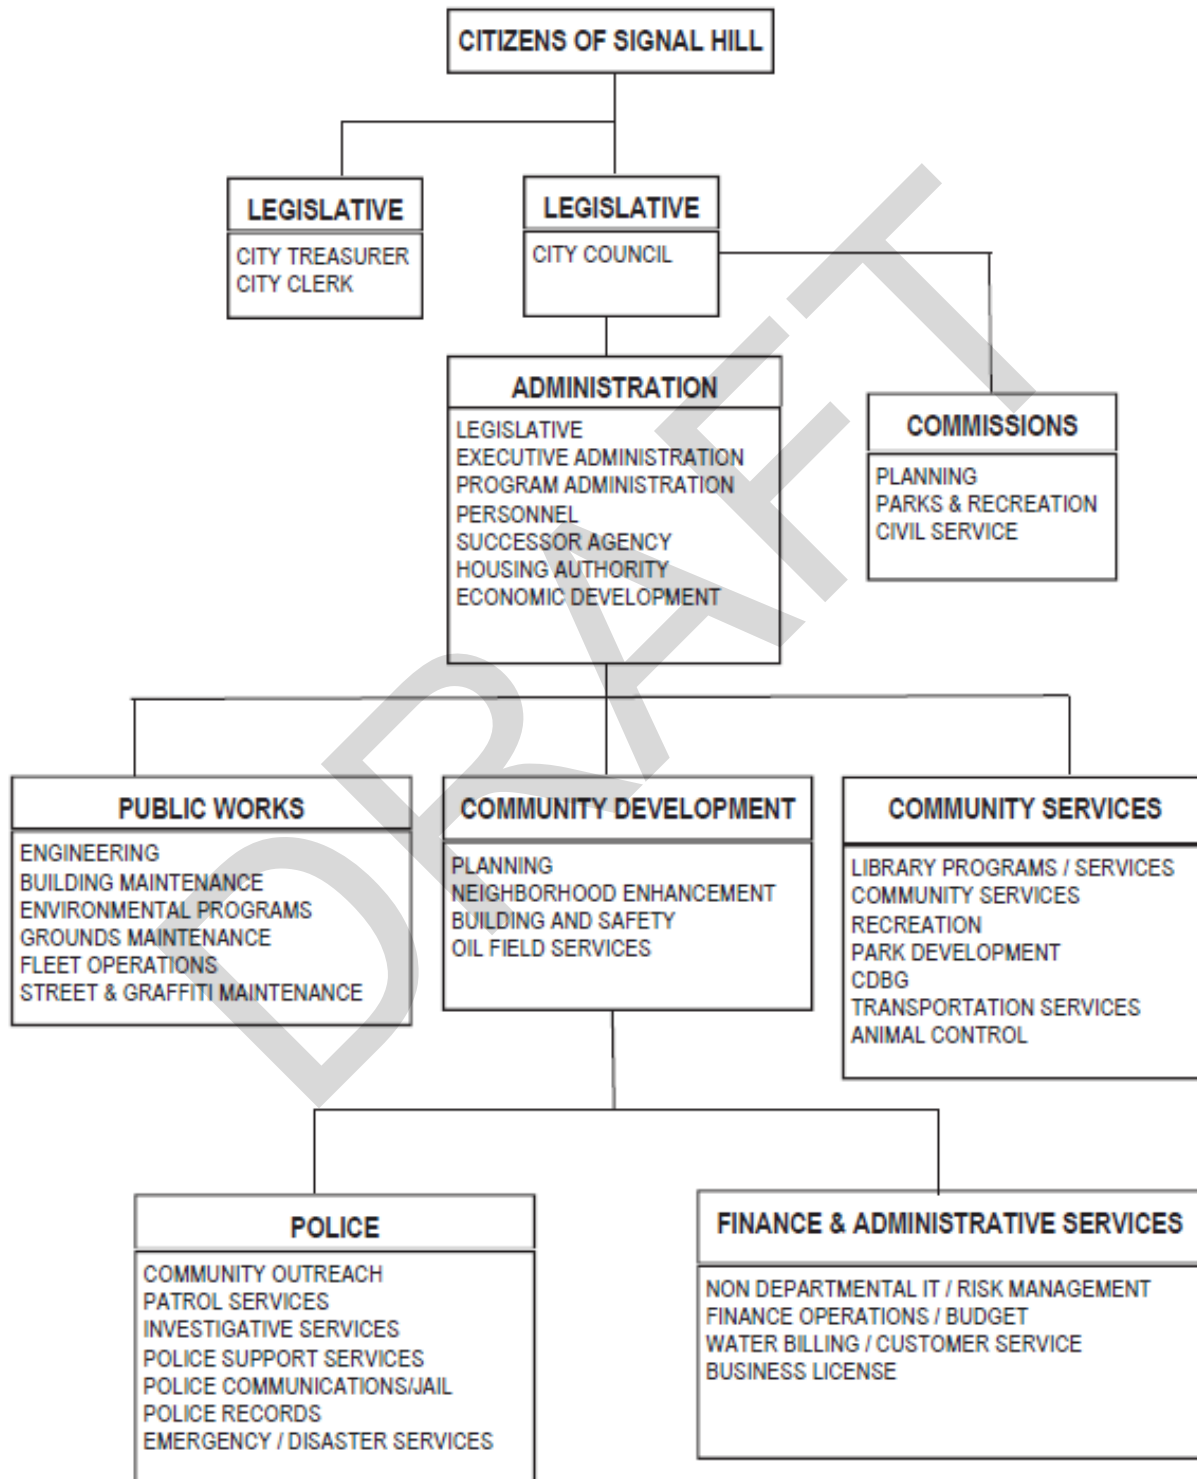 CITIZENS OF SIGNAL HILL
LEGISLATIVE
CITY TREASURER
CITY CLERK
LEGISLATIVE
CITY COUNCIL
ADMINISTRATION
LEGISLATIVE
EXECUTIVE ADMINISTRATION
PROGRAM ADMINISTRATION
PERSONNEL
SUCCESSOR AGENCY
HOUSING AUTHORITY
ECONOMIC DEVELOPMENT
COMMISSIONS
PLANNING
PARKS & RECREATION
CIVIL SERVICE
PUBLIC WORKS
ENGINEERING
BUILDING MAINTENANCE
ENVIRONMENTAL PROGRAMS
GROUNDS MAINTENANCE
FLEET OPERATIONS
STREET & GRAFFITI MAINTENANCE
COMMUNITY DEVELOPMENT
PLANNING
NEIGHBORHOOD ENHANCEMENT
BUILDING AND SAFETY
OIL FIELD SERVICES
COMMUNITY SERVICES
LIBRARY PROGRAMS / SERVICES
COMMUNITY SERVICES
RECREATION
PARK DEVELOPMENT
CDBG
TRANSPORTATION SERVICES
ANIMAL CONTROL
POLICE
COMMUNITY OUTREACH
PATROL SERVICES
INVESTIGATIVE SERVICES
POLICE SUPPORT SERVICES
POLICE COMMUNICATIONS/JAIL
POLICE RECORDS
EMERGENCY / DISASTER SERVICES
FINANCE & ADMINISTRATIVE SERVICES
NON DEPARTMENTAL IT / RISK MANAGEMENT
FINANCE OPERATIONS / BUDGET
WATER BILLING / CUSTOMER SERVICE
BUSINESS LICENSE
DRAFT